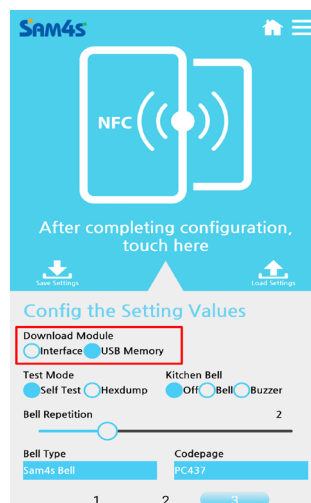 SAM4S
NFC
After completing configuration,
touch here
Save Settings
Load Settings
Config the Setting Values
Download Module
Interface USB Memory
Test Mode
Kitchen Bell
Self Test Hexdump
Off Bell Buzzer
Bell Repetition
2
Bell Type
Codepage
Sam4s Bell
PC437
1 2 3